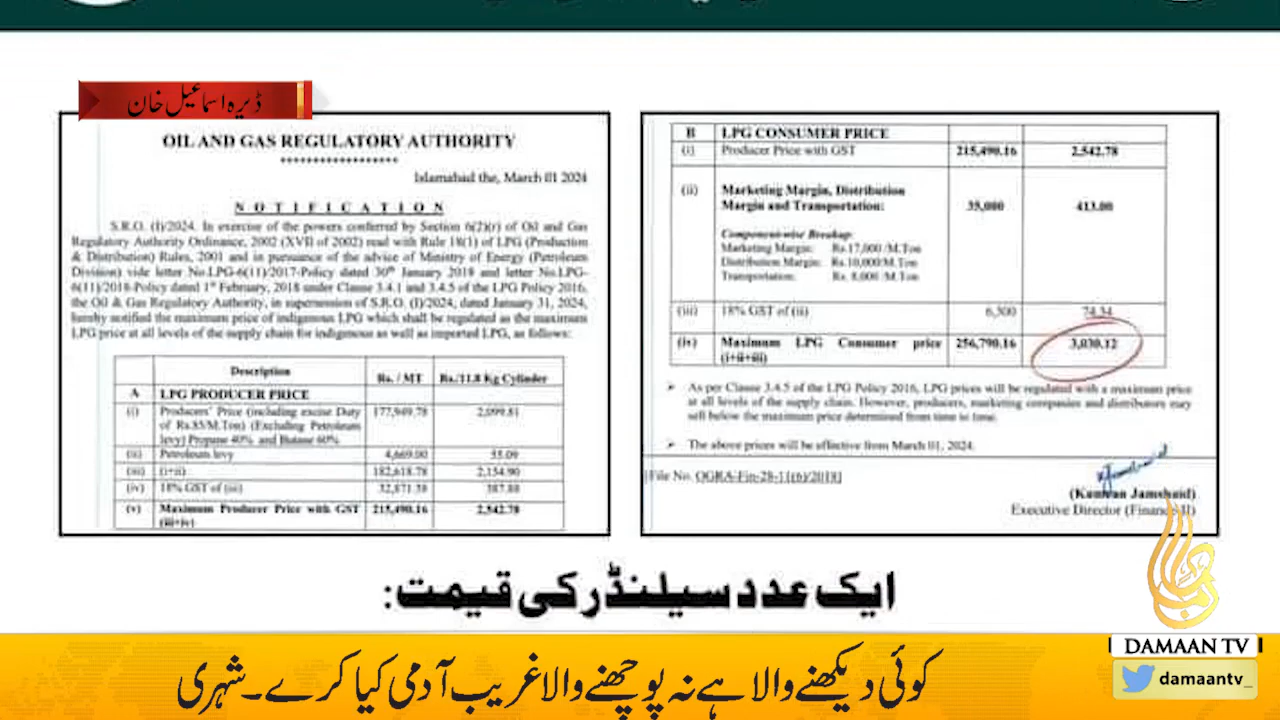 ڈیرہ اسماعیل خان
OIL AND GAS REGULATORY AUTHORITY
******************
Islamabad the, March 01 2024
N O T I F I C A T I O N
S.R.O. (I)/2024. In exercise of the powers conferred by Section 6(2)(r) of Oil and Gas
Regulatory Authority Ordinance, 2002 (XVII of 2002) read with Rule 18(1) of LPG (Production
& Distribution) Rules, 2001 and in pursuance of the advice of Ministry of Energy (Petroleum
Division) vide letter No.LPG-6(11)/2017-Policy dated 30th January 2018 and letter No.LPG-
6(11)/2018-Policy dated 1st February, 2018 under Clause 3.4.1 and 3.4.5 of the LPG Policy 2016,
the Oil & Gas Regulatory Authority, in supersession of S.R.O. (I)/2024, dated January 31, 2024,
hereby notified the maximum price of indigenous LPG which shall be regulated as the maximum
LPG price at all levels of the supply chain for indigenous as well as imported LPG, as follows:
Description Rs. / MT Rs./11.8 Kg Cylinder
A LPG PRODUCER PRICE
(i) Producers' Price (including excise Duty 177,949.78 2,099.81
of Rs.85/M.Ton) (Excluding Petroleum
levy) Propane 40% and Butane 60%
(ii) Petroleum levy 4,669.00 55.09
(iii) (i+ii) 182,618.78 2,154.90
(iv) 18% GST of (iii) 32,871.38 387.88
(v) Maximum Producer Price with GST 215,490.16 2,542.78
(iii+iv)
B LPG CONSUMER PRICE
(i) Producer Price with GST 215,490.16 2,542.78
(ii) Marketing Margin, Distribution
Margin and Transportation: 35,000 413.00
Component-wise Breakup:
Marketing Margin: Rs.17,000 /M.Ton
Distribution Margin: Rs.10,000/M.Ton
Transportation: Rs. 8,000 /M.Ton
(iii) 18% GST of (ii) 6,300 74.34
(iv) Maximum LPG Consumer price 256,790.16 3,030.12
(i+ii+iii)
➢ As per Clause 3.4.5 of the LPG Policy 2016, LPG prices will be regulated with a maximum price
at all levels of the supply chain. However, producers, marketing companies and distributors may
sell below the maximum price determined from time to time.
➢ The above prices will be effective from March 01, 2024.
[File No. OGRA-Fin-28-11(6)/2018]
(Kamran Jamshaid)
Executive Director (Finance-II)
ایک عدد سیلنڈر کی قیمت:
DAMAAN TV
damaantv_
کوئی دیکھنے والا ہے نہ پوچھنے والا غریب آدمی کیا کرے۔ شہری